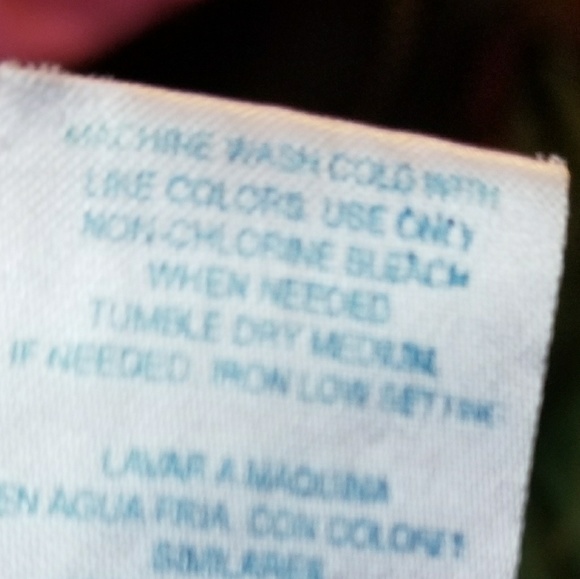 MACHINE WASH COLD WITH
LIKE COLORS. USE ONLY
NON-CHLORINE BLEACH
WHEN NEEDED
TUMBLE DRY MEDIUM.
IF NEEDED, IRON LOW SETTING
LAVAR A MAQUINA
EN AGUA FRIA, CON COLORES
SIMILARES